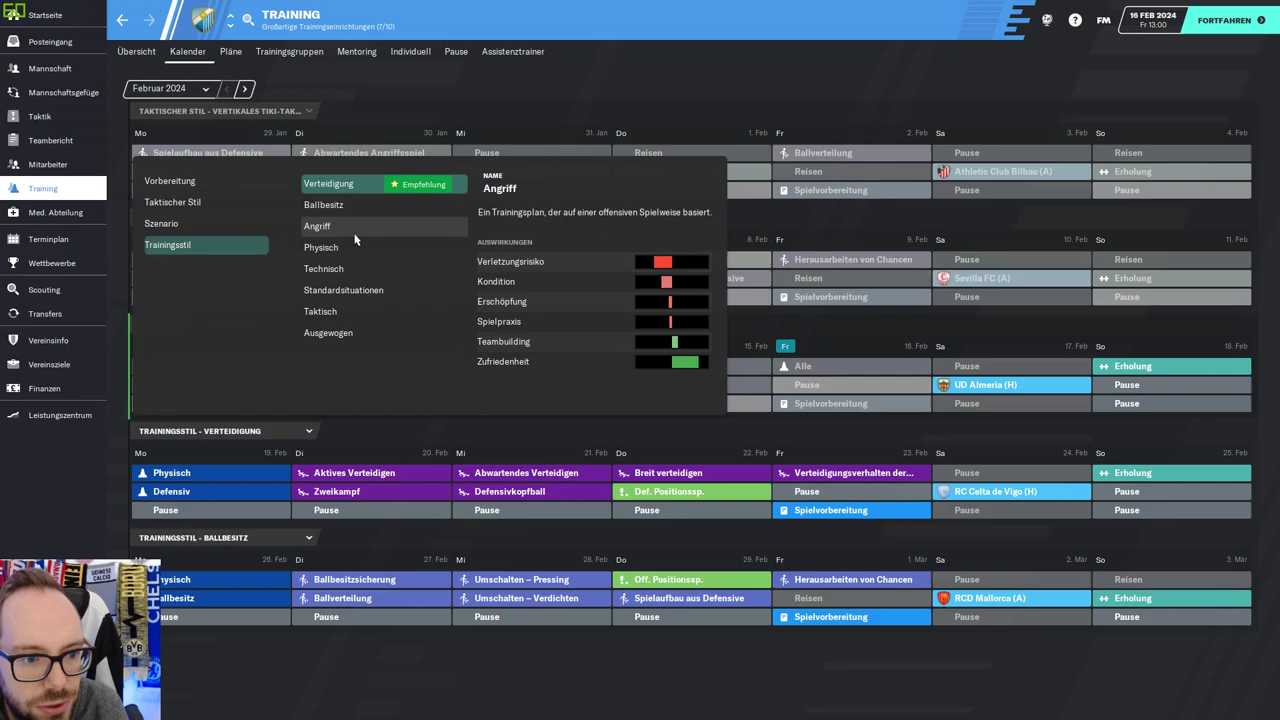 Startseite
TRAINING
Großartige Trainingseinrichtungen (7/10)
FM
16 FEB 2024
Fr 13:00
FORTFAHREN
Posteingang
Übersicht
Kalender
Pläne
Trainingsgruppen
Mentoring
Individuell
Pause
Assistenztrainer
Mannschaft
Mannschaftsgefüge
Taktik
Teambericht
Mitarbeiter
Training
Med. Abteilung
Terminplan
Wettbewerbe
Scouting
Transfers
Vereinsinfo
Vereinsziele
Finanzen
Leistungszentrum
Februar 2024
TAKTISCHER STIL - VERTIKALES TIKI-TAK...
Mo 29. Jan Di 30. Jan Mi 31. Jan Do 1. Feb Fr 2. Feb Sa 3. Feb So 4. Feb
Spielaufbau aus Defensive Abwartendes Angriffsspiel Pause Reisen Ballverteilung Pause Pause
Reisen Athletic Club Bilbao (A) Erholung
Spielvorbereitung Pause Pause
Vorbereitung
Taktischer Stil
Szenario
Trainingsstil
Verteidigung Empfehlung
Ballbesitz
Angriff
Physisch
Technisch
Standardsituationen
Taktisch
Ausgewogen
NAME
Angriff
Ein Trainingsplan, der auf einer offensiven Spielweise basiert.
AUSWIRKUNGEN
Verletzungsrisiko
Kondition
Erschöpfung
Spielpraxis
Teambuilding
Zufriedenheit
8. Feb Fr 9. Feb Sa 10. Feb So 11. Feb
Herausarbeiten von Chancen Pause Reisen
Reisen Sevilla FC (A) Erholung
Spielvorbereitung Pause Pause
15. Feb Fr 16. Feb Sa 17. Feb So 18. Feb
Alle Pause Erholung
Pause UD Almeria (H) Pause
Spielvorbereitung Pause Pause
TRAININGSSTIL - VERTEIDIGUNG
Mo 19. Feb Di 20. Feb Mi 21. Feb Do 22. Feb Fr 23. Feb Sa 24. Feb So 25. Feb
Physisch Aktives Verteidigen Abwartendes Verteidigen Breit verteidigen Verteidigungsverhalten der... Pause Erholung
Defensiv Zweikampf Defensivkopfball Def. Positionssp. Pause RC Celta de Vigo (H) Pause
Pause Pause Pause Pause Spielvorbereitung Pause Pause
TRAININGSSTIL - BALLBESITZ
26. Feb Di 27. Feb Mi 28. Feb Do 29. Feb Fr 1. Mär Sa 2. Mär So 3. Mär
Physisch Ballbesitzsicherung Umschalten – Pressing Off. Positionssp. Herausarbeiten von Chancen Pause Reisen
Ballbesitz Ballverteilung Umschalten – Verdichten Spielaufbau aus Defensive Reisen RCD Mallorca (A) Erholung
Pause Pause Pause Pause Spielvorbereitung Pause Pause
UDINESE
CALCIO
CHELS
BVB
09